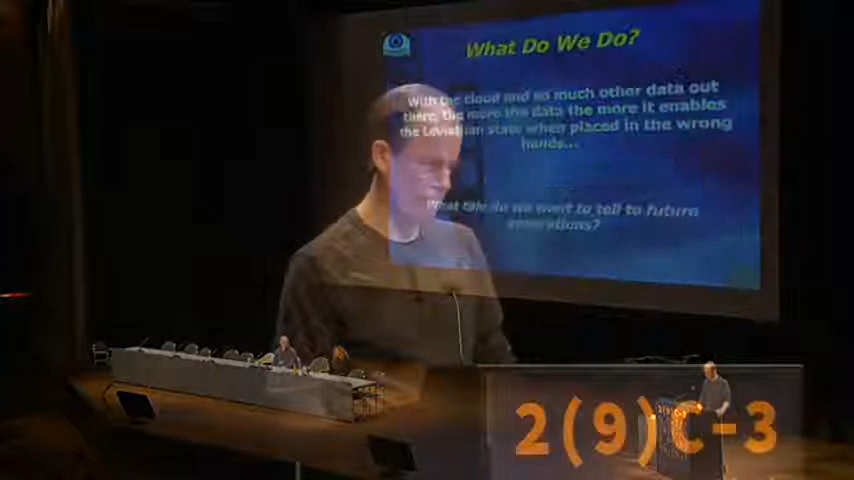 What Do We Do?
With the cloud and so much other data out
there, the more the data the more it enables
the Leviathan state when placed in the wrong
hands...
What tale do we want to tell to future
generations?
2(9)C-3